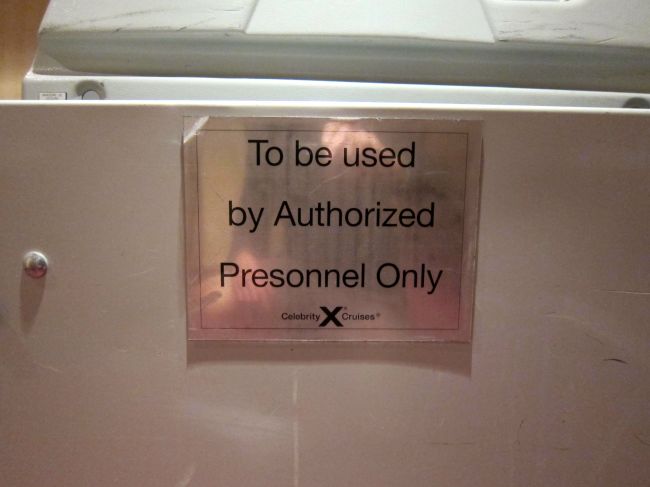 To be used
by Authorized
Presonnel Only
Celebrity X Cruises®